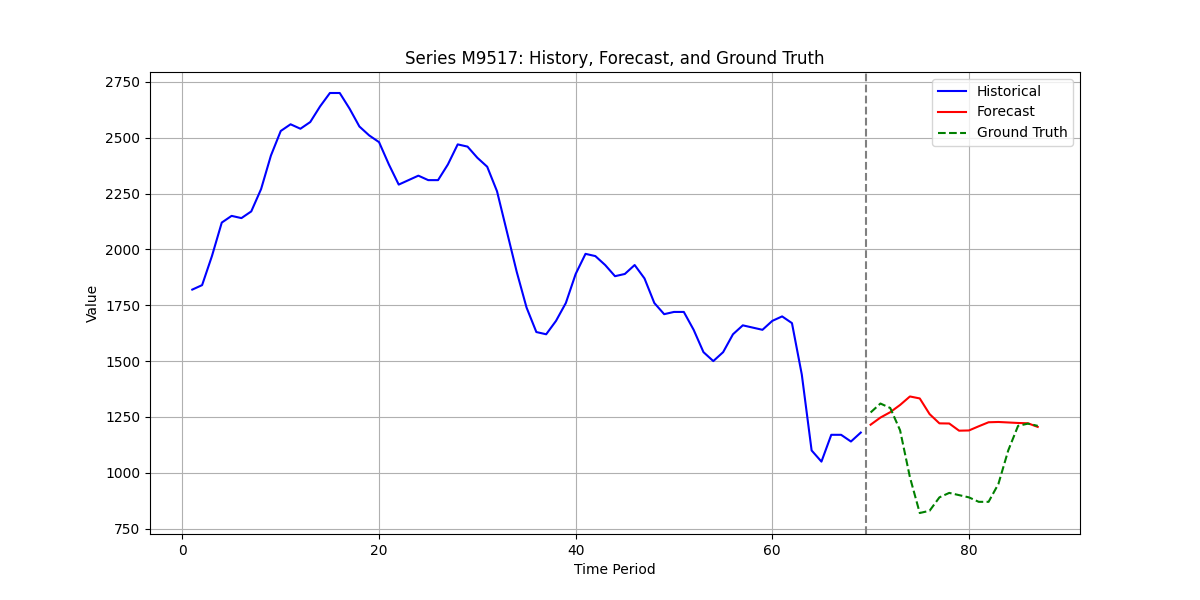 Series M9517: History, Forecast, and Ground Truth
Historical
Forecast
Ground Truth
Value
2750
2500
2250
2000
1750
1500
1250
1000
750
0 20 40 60 80
Time Period